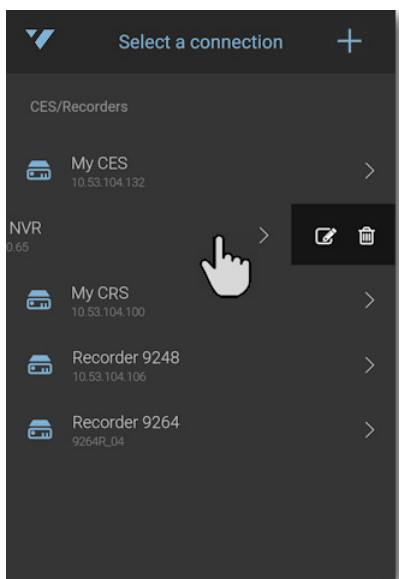 Select a connection
CES/Recorders
My CES
10.53.104.132
NVR
0.65
My CRS
10.53.104.100
Recorder 9248
10.53.104.106
Recorder 9264
9264R_04